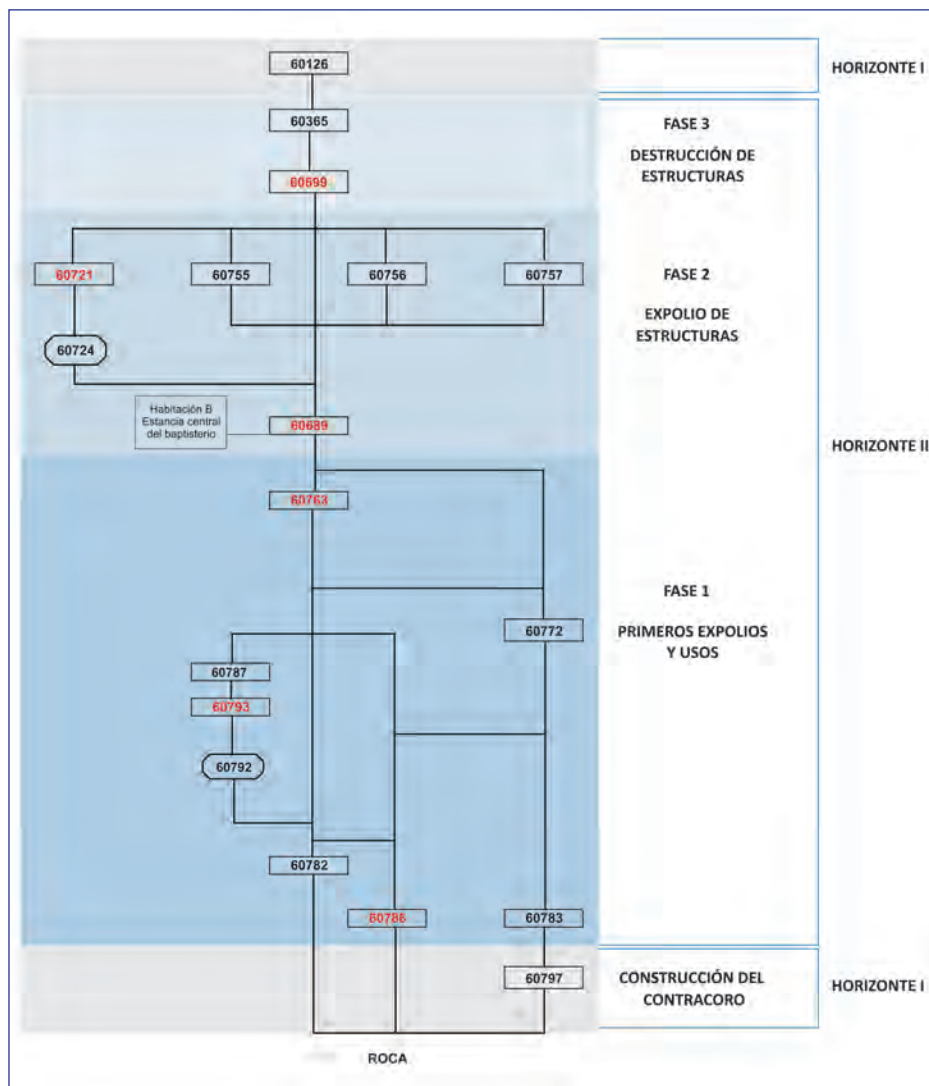 60126
HORIZONTE I
60365
FASE 3
DESTRUCCIÓN DE
ESTRUCTURAS
60699
60721
60755
60756
60757
FASE 2
EXPOLIO DE
ESTRUCTURAS
60724
Habitación B
Estancia central
del baptisterio
60689
HORIZONTE II
60763
FASE 1
PRIMEROS EXPOLIOS
Y USOS
60772
60787
60793
60792
60782
60786
60783
60797
CONSTRUCCIÓN DEL
CONTRACORO
HORIZONTE I
ROCA